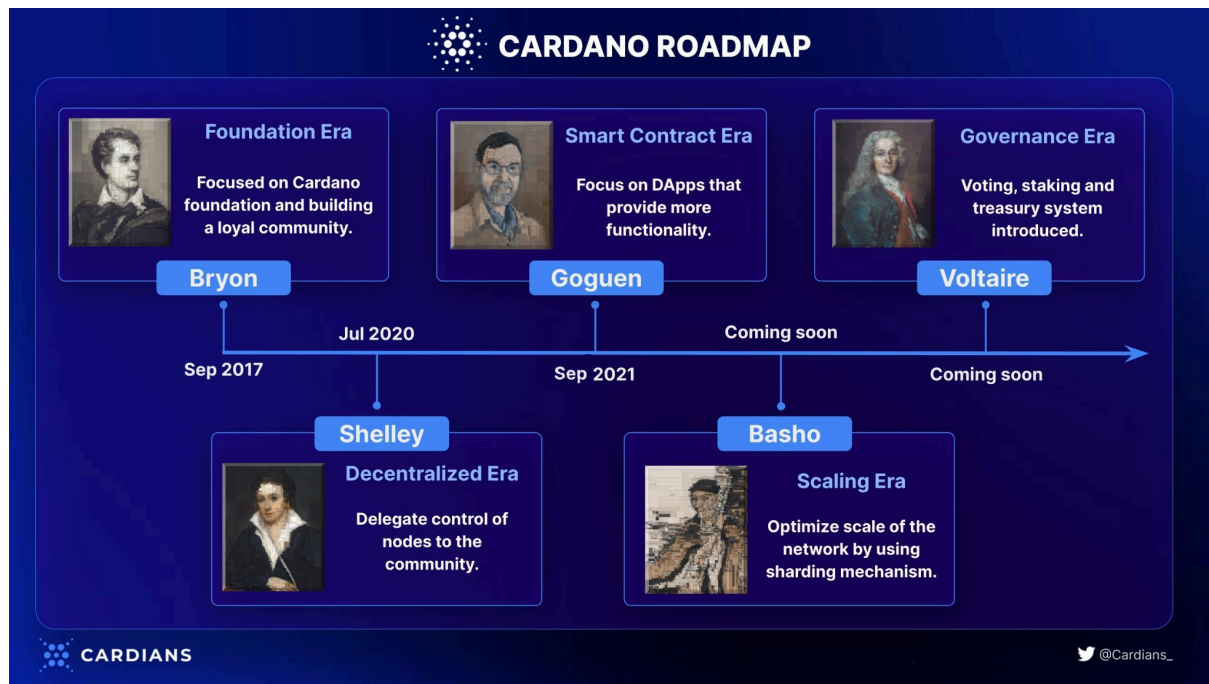 CARDANO ROADMAP
Foundation Era
Focused on Cardano
foundation and building
a loyal community.
Bryon
Smart Contract Era
Focus on DApps that
provide more
functionality.
Goguen
Governance Era
Voting, staking and
treasury system
introduced.
Voltaire
Sep 2017
Jul 2020
Sep 2021
Coming soon
Coming soon
Shelley
Decentralized Era
Delegate control of
nodes to the
community.
Basho
Scaling Era
Optimize scale of the
network by using
sharding mechanism.
CARDIANS
@Cardians_